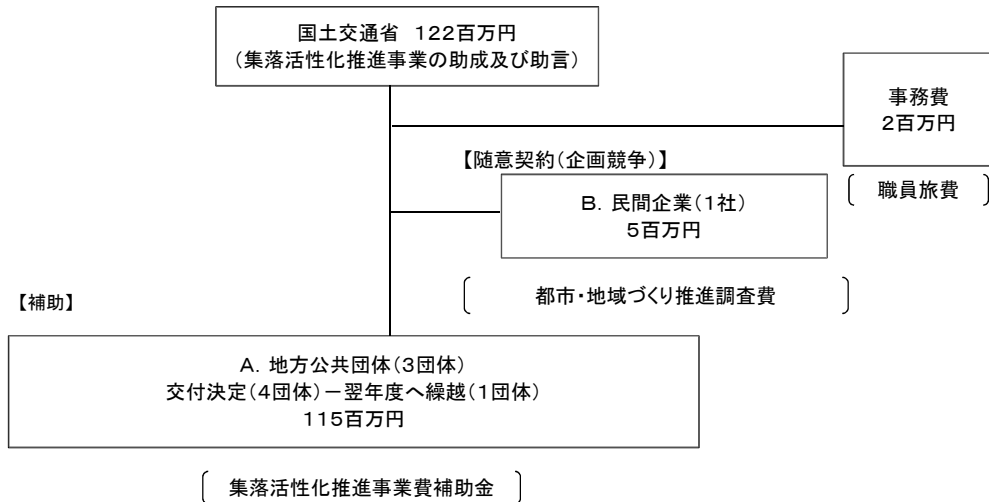 国土交通省　122百万円
（集落活性化推進事業の助成及び助言）
事務費
2百万円
【随意契約（企画競争）】
職員旅費
B．民間企業（1社）
5百万円
都市・地域づくり推進調査費
【補助】
A．地方公共団体（3団体）
交付決定（4団体）－翌年度へ繰越（1団体）
115百万円
集落活性化推進事業費補助金